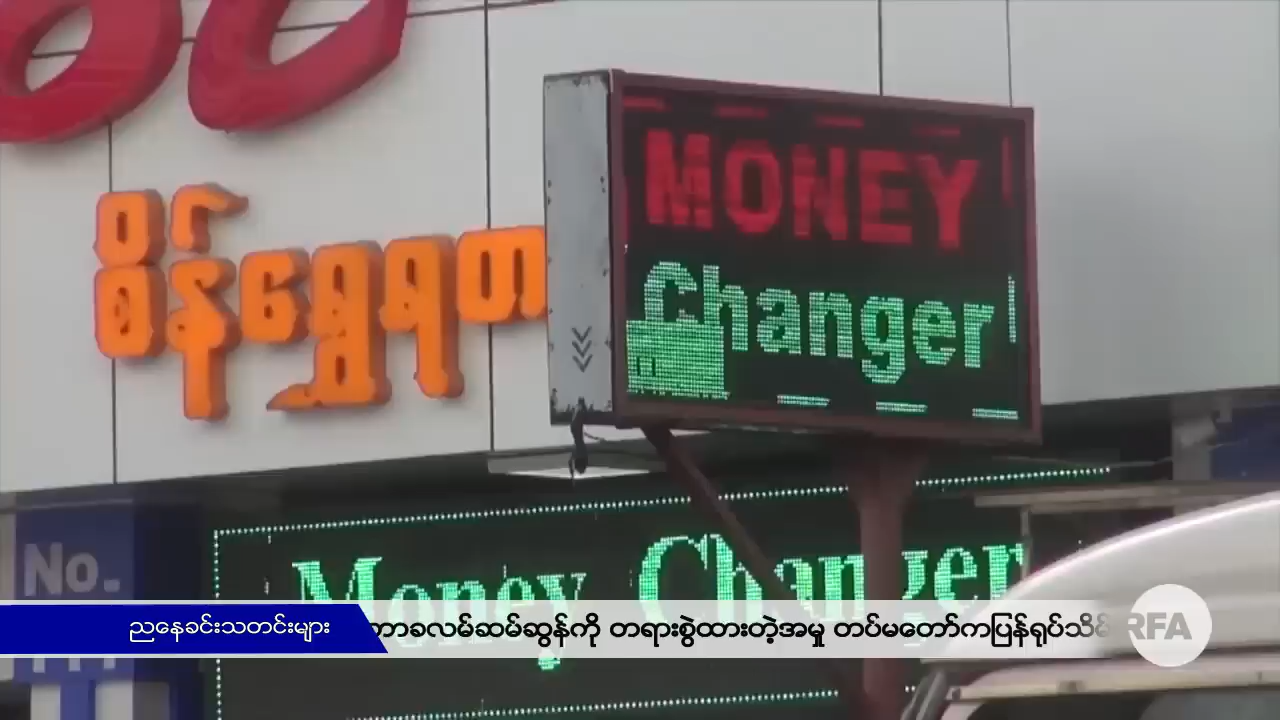 စိန်ရွှေရတ
MONEY
Changer
No.
Money Changer
ညနေခင်းသတင်းများ
ကာခလမ်ဆမ်ဆွန်ကို တရားစွဲထားတဲ့အမှု တပ်မတော်ကပြန်ရုပ်သိမ်
RFA